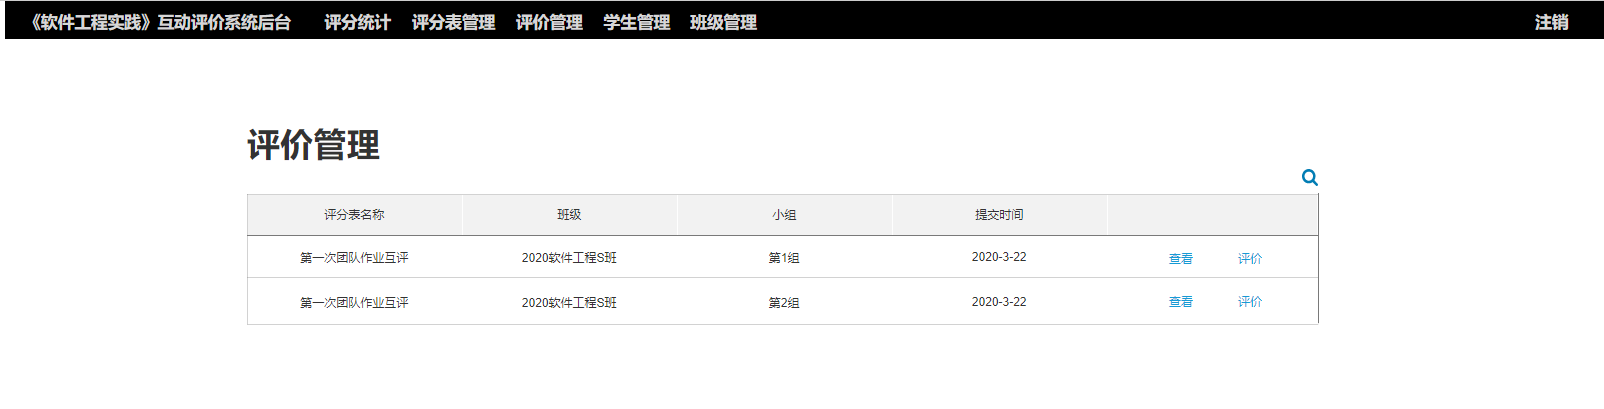 《软件工程实践》互动评价系统后台 评分统计 评分表管理 评价管理 学生管理 班级管理 注销
评价管理
评分表名称 班级 小组 提交时间
第一次团队作业互评 2020软件工程S班 第1组 2020-3-22 查看 评价
第一次团队作业互评 2020软件工程S班 第2组 2020-3-22 查看 评价